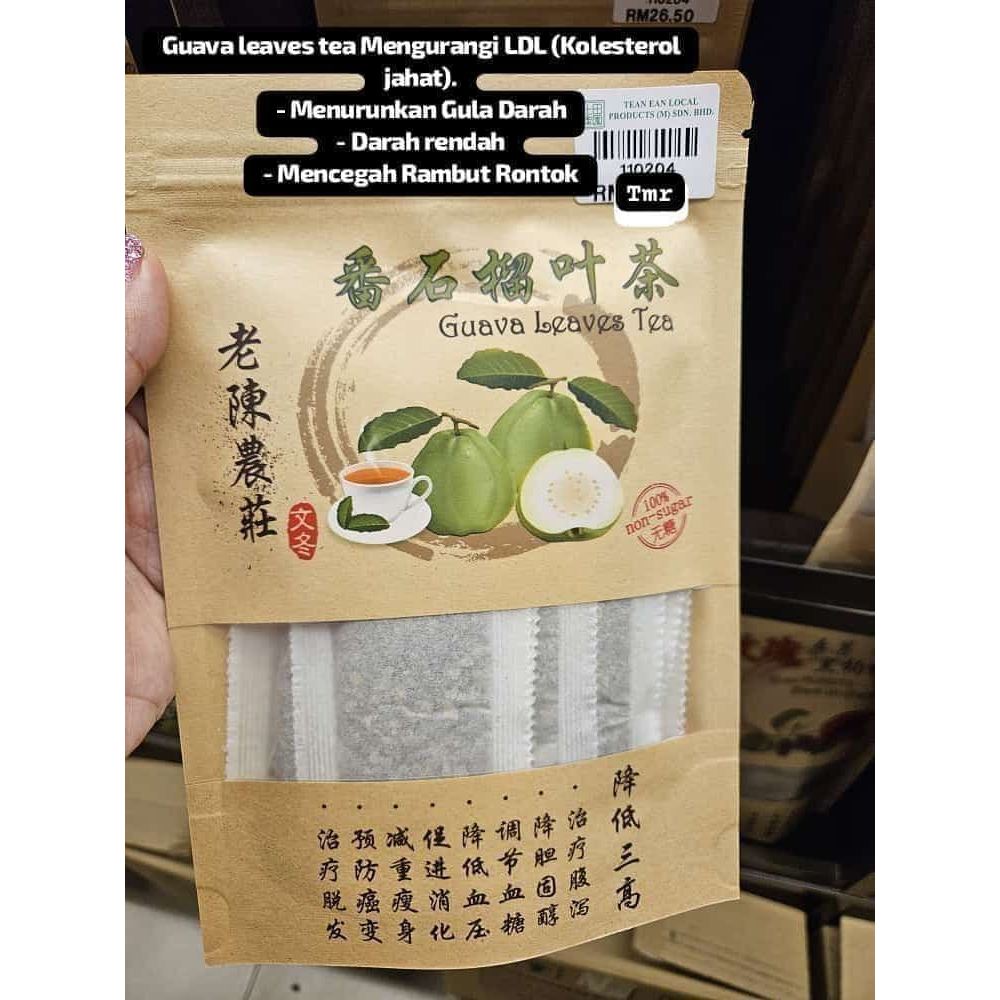 110204
RM26.50
Guava leaves tea Mengurangi LDL (Kolesterol
jahat).
- Menurunkan Gula Darah
- Darah rendah
- Mencegah Rambut Rontok
TEAN EAN LOCAL
PRODUCTS (M) SDN. BHD.
110204
RM
Tmr
番石榴叶茶
Guava Leaves Tea
老陳農莊
文冬
100%
non-sugar
无糖
降低三高
·治疗腹泻
·降胆固醇
·调节血糖
·降低血压
·促进消化
·减重瘦身
·预防癌变
·治疗脱发